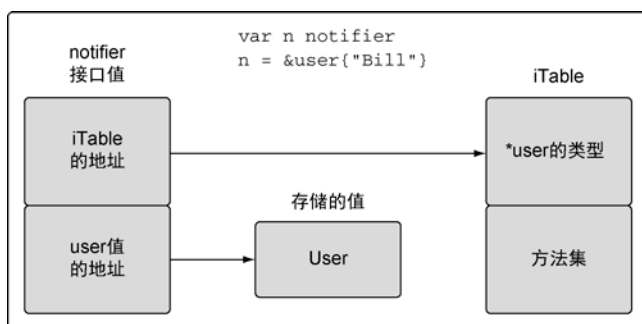 var n notifier
n = &user{"Bill"}
notifier
接口值
iTable
iTable
的地址
*user的类型
存储的值
user值
的地址
User
方法集